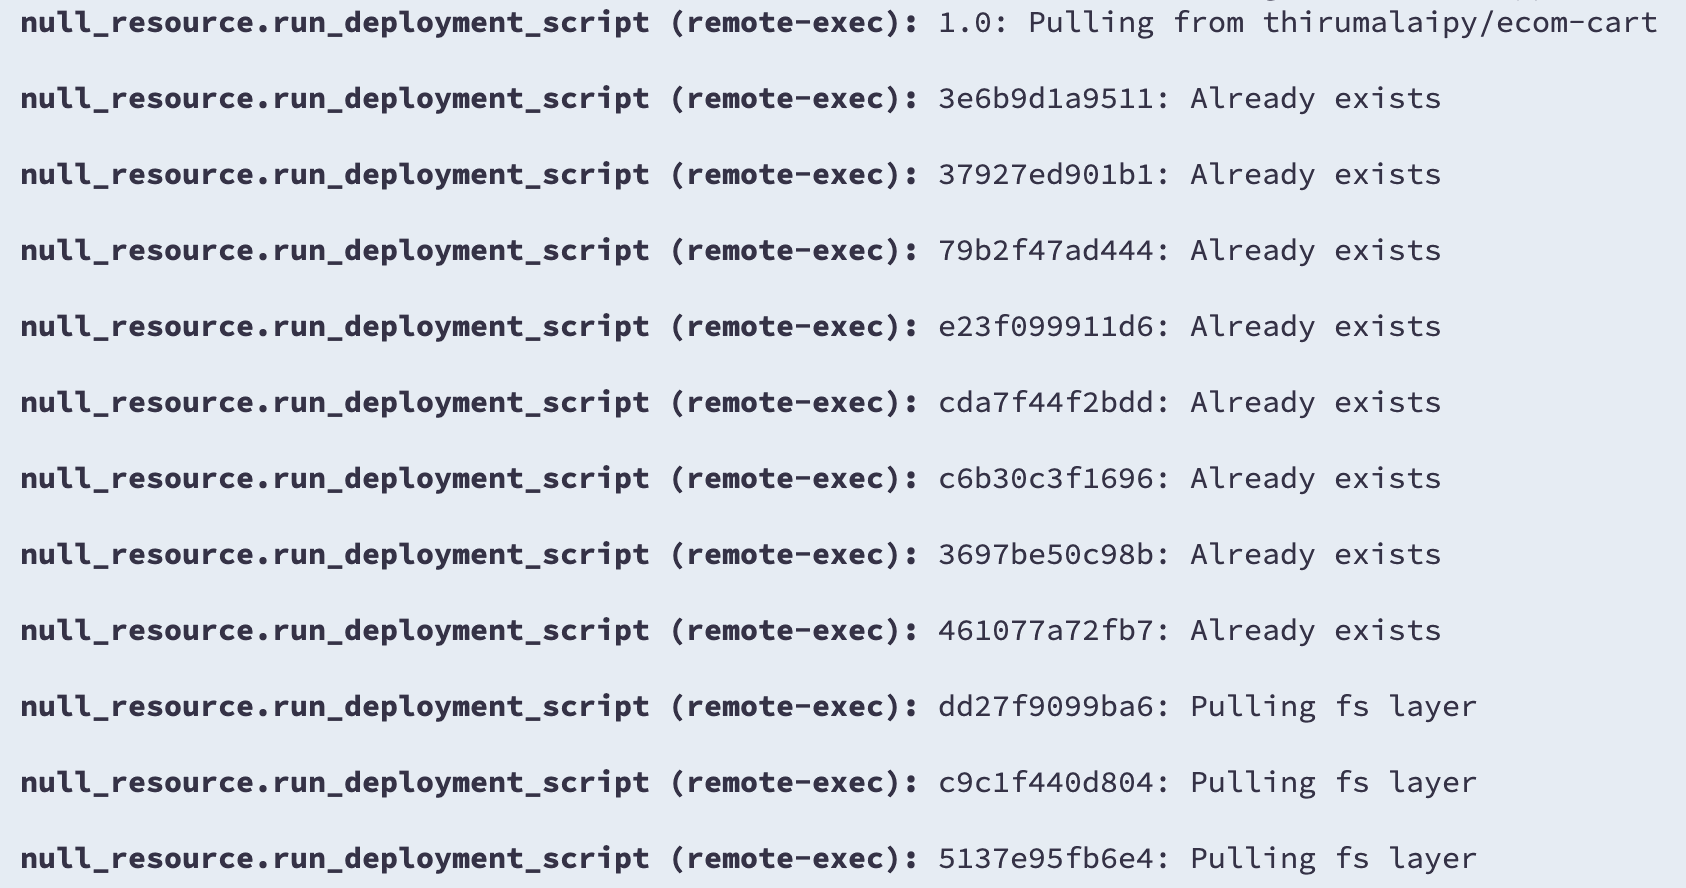 null_resource.run_deployment_script (remote-exec): 1.0: Pulling from thirumalaipy/ecom-cart
null_resource.run_deployment_script (remote-exec): 3e6b9d1a9511: Already exists
null_resource.run_deployment_script (remote-exec): 37927ed901b1: Already exists
null_resource.run_deployment_script (remote-exec): 79b2f47ad444: Already exists
null_resource.run_deployment_script (remote-exec): e23f099911d6: Already exists
null_resource.run_deployment_script (remote-exec): cda7f44f2bdd: Already exists
null_resource.run_deployment_script (remote-exec): c6b30c3f1696: Already exists
null_resource.run_deployment_script (remote-exec): 3697be50c98b: Already exists
null_resource.run_deployment_script (remote-exec): 461077a72fb7: Already exists
null_resource.run_deployment_script (remote-exec): dd27f9099ba6: Pulling fs layer
null_resource.run_deployment_script (remote-exec): c9c1f440d804: Pulling fs layer
null_resource.run_deployment_script (remote-exec): 5137e95fb6e4: Pulling fs layer